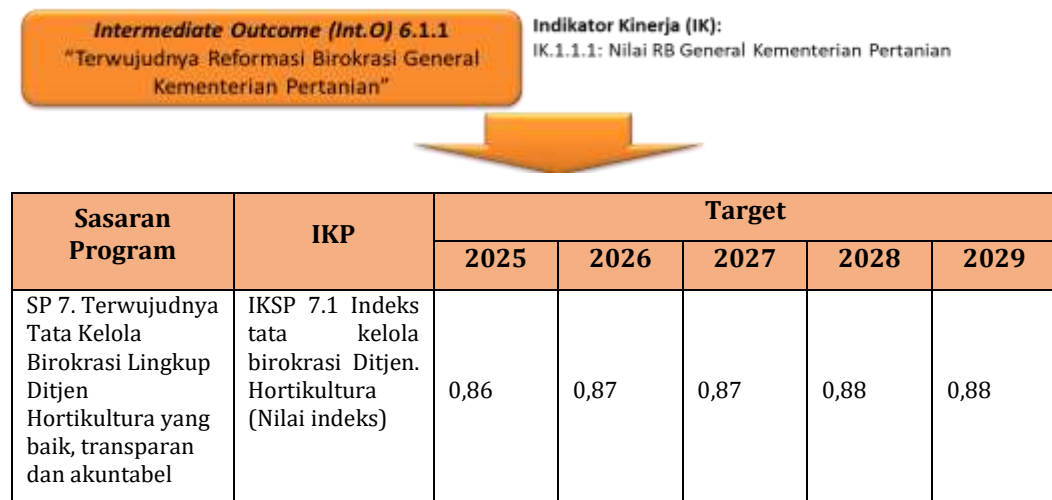 Intermediate Outcome (Int.O) 6.1.1
"Terwujudnya Reformasi Birokrasi General
Kementerian Pertanian"
Indikator Kinerja (IK):
IK.1.1.1: Nilai RB General Kementerian Pertanian
Sasaran
Program
IKP
Target
2025
2026
2027
2028
2029
SP 7. Terwujudnya
Tata Kelola
Birokrasi Lingkup
Ditjen
Hortikultura yang
baik, transparan
dan akuntabel
IKSP 7.1 Indeks
tata kelola
birokrasi Ditjen.
Hortikultura
(Nilai indeks)
0,86
0,87
0,87
0,88
0,88